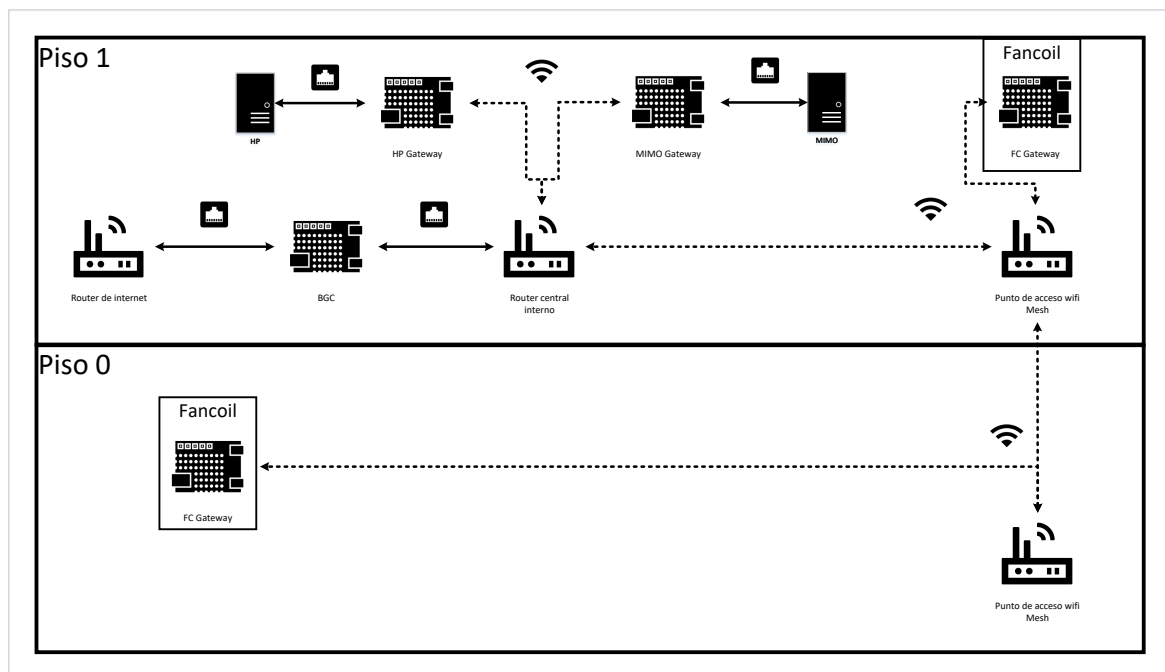 Piso 1
Fancoil
HP
HP Gateway
MIMO Gateway
MIMO
FC Gateway
Router de internet
BGC
Router central
interno
Punto de acceso wifi
Mesh
Piso 0
Fancoil
FC Gateway
Punto de acceso wifi
Mesh